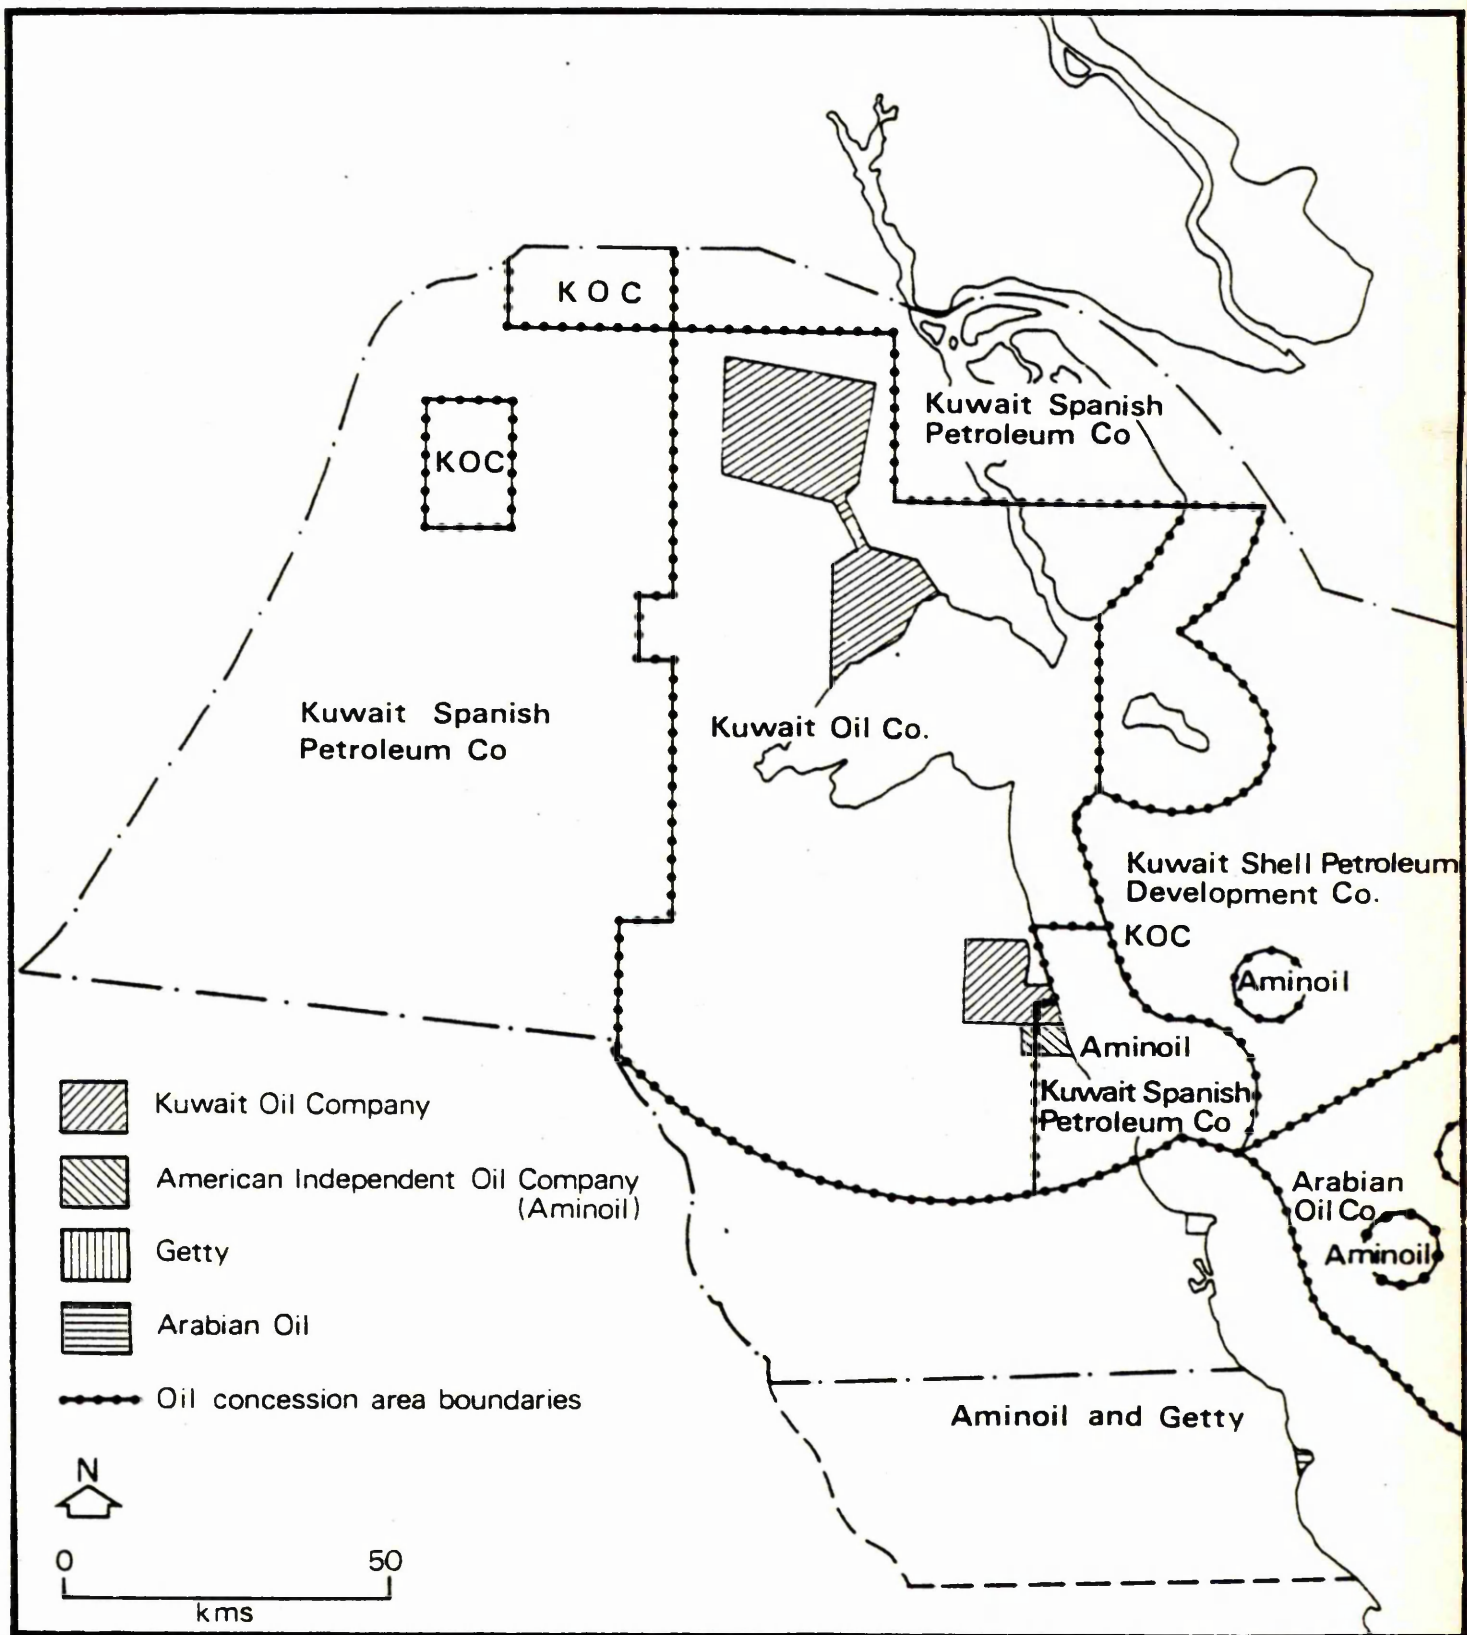 KOC
KOC
Kuwait Spanish
Petroleum Co
Kuwait Spanish
Petroleum Co
Kuwait Oil Co.
Kuwait Shell Petroleum
Development Co.
KOC
Aminoil
Aminoil
Kuwait Spanish
Petroleum Co
Arabian
Oil Co
Aminoil
Aminoil and Getty
Kuwait Oil Company
American Independent Oil Company
(Aminoil)
Getty
Arabian Oil
Oil concession area boundaries
N
0 50
kms